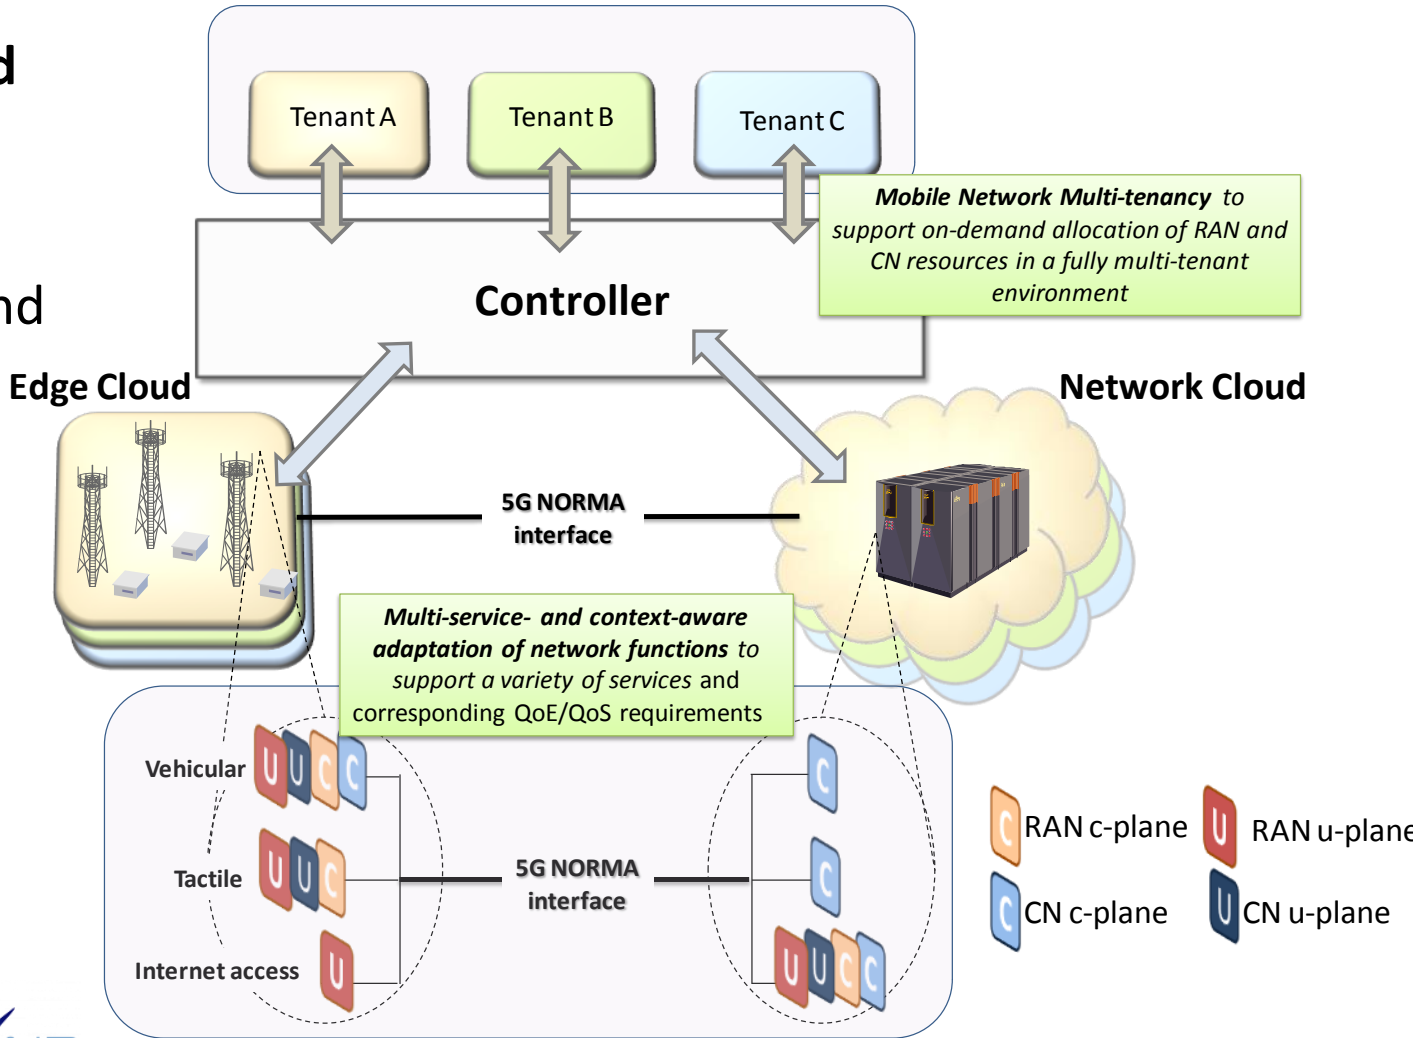 d
Tenant A
Tenant B
Tenant C
Mobile Network Multi-tenancy to
support on-demand allocation of RAN and
CN resources in a fully multi-tenant
environment
Controller
nd
Edge Cloud
Network Cloud
5G NORMA
interface
Multi-service- and context-aware
adaptation of network functions to
support a variety of services and
corresponding QoE/QoS requirements
Vehicular
U U C C
C
Tactile
U U C
5G NORMA
interface
C
Internet access
U
U U C C
C RAN c-plane
U RAN u-plane
C CN c-plane
U CN u-plane